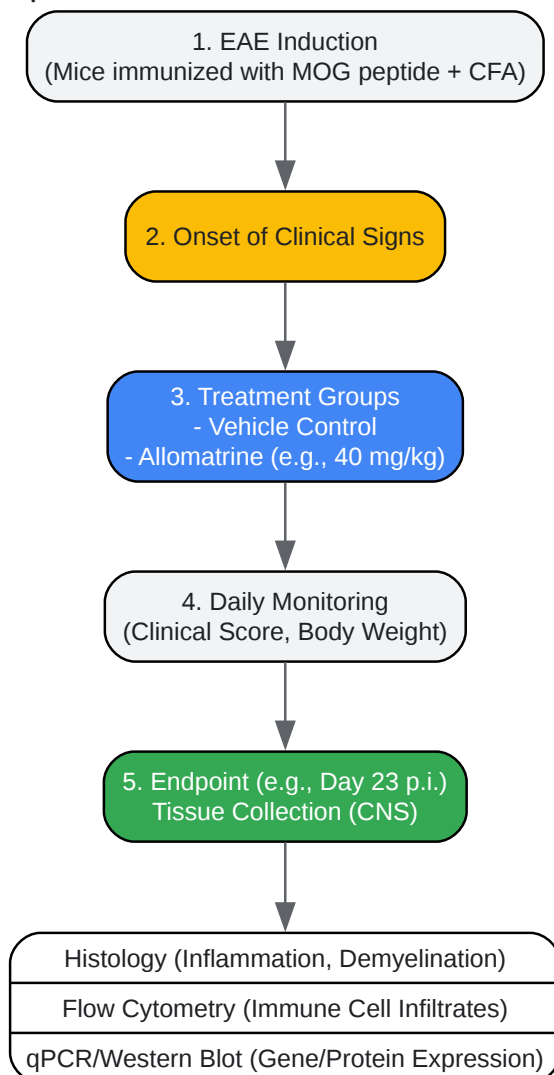 1. EAE Induction
(Mice immunized with MOG peptide + CFA)
2. Onset of Clinical Signs
3. Treatment Groups
- Vehicle Control
- Allomatrine (e.g., 40 mg/kg)
4. Daily Monitoring
(Clinical Score, Body Weight)
5. Endpoint (e.g., Day 23 p.i.)
Tissue Collection (CNS)
Histology (Inflammation, Demyelination)
Flow Cytometry (Immune Cell Infiltrates)
qPCR/Western Blot (Gene/Protein Expression)